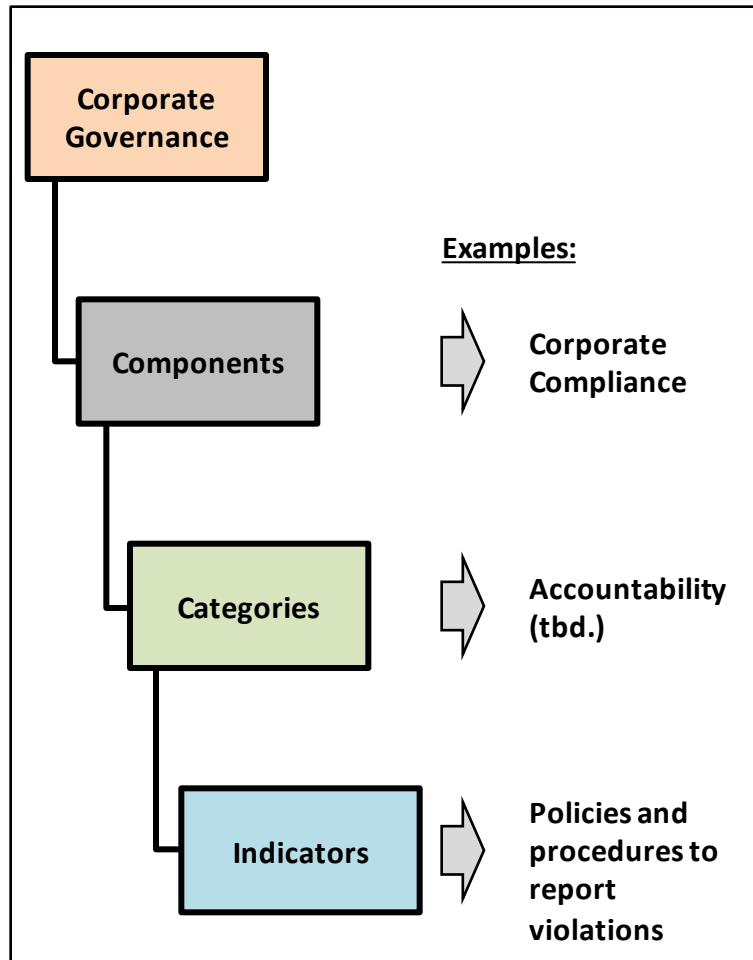 Corporate
Governance
Examples:
Components
Corporate
Compliance
Categories
Accountability
(tbd.)
Indicators
Policies and
procedures to
report
violations